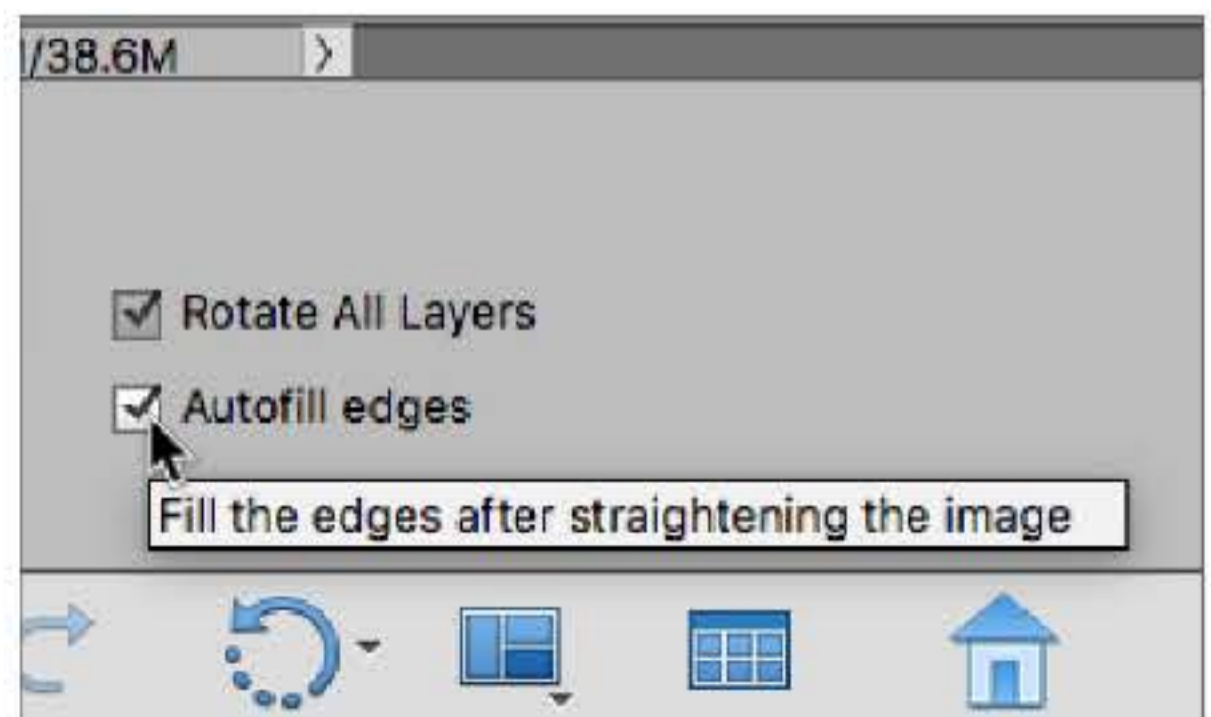 /38.6M >
Rotate All Layers
Autofill edges
Fill the edges after straightening the image